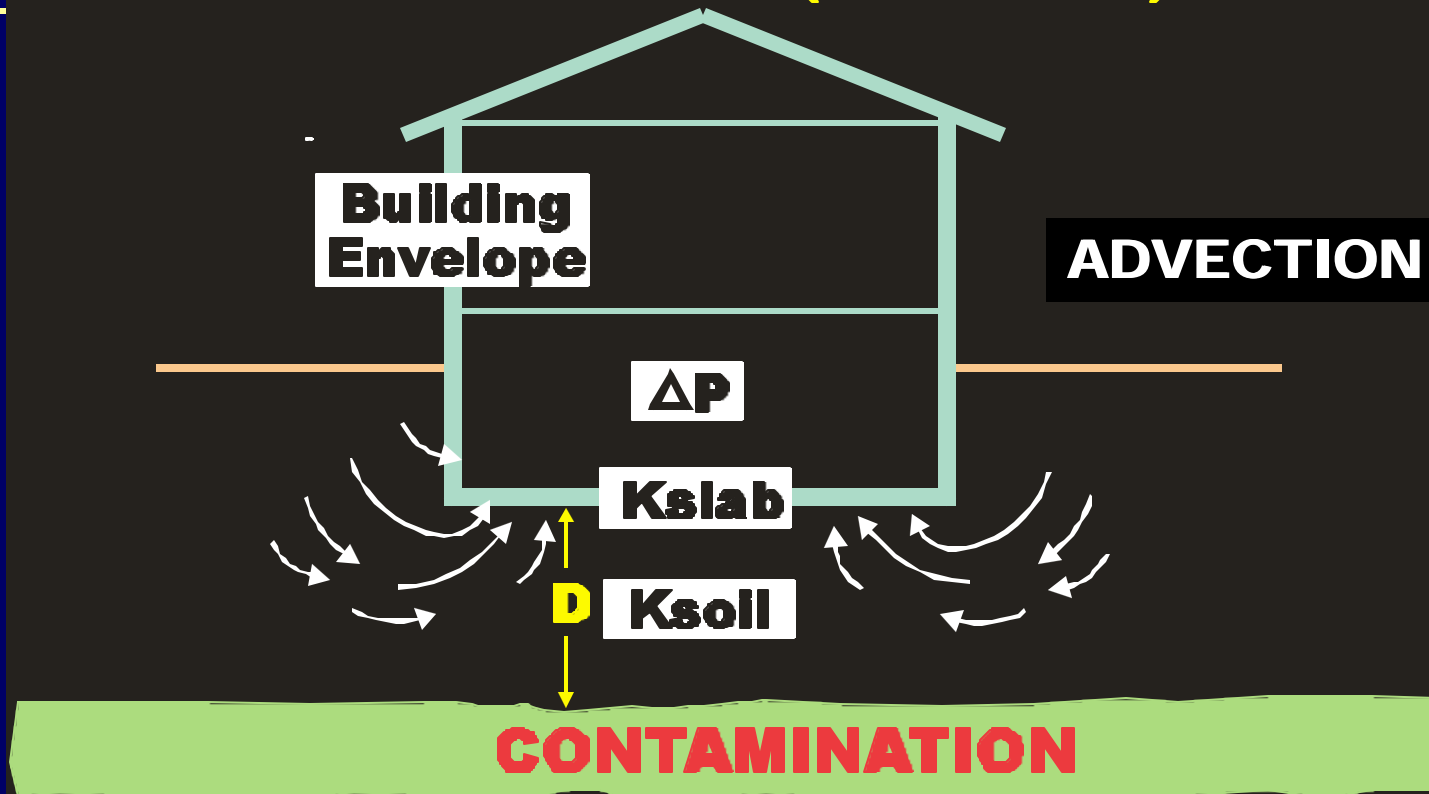 Building
Envelope
ADVECTION
ΔP
Kslab
D
Ksoil
CONTAMINATION